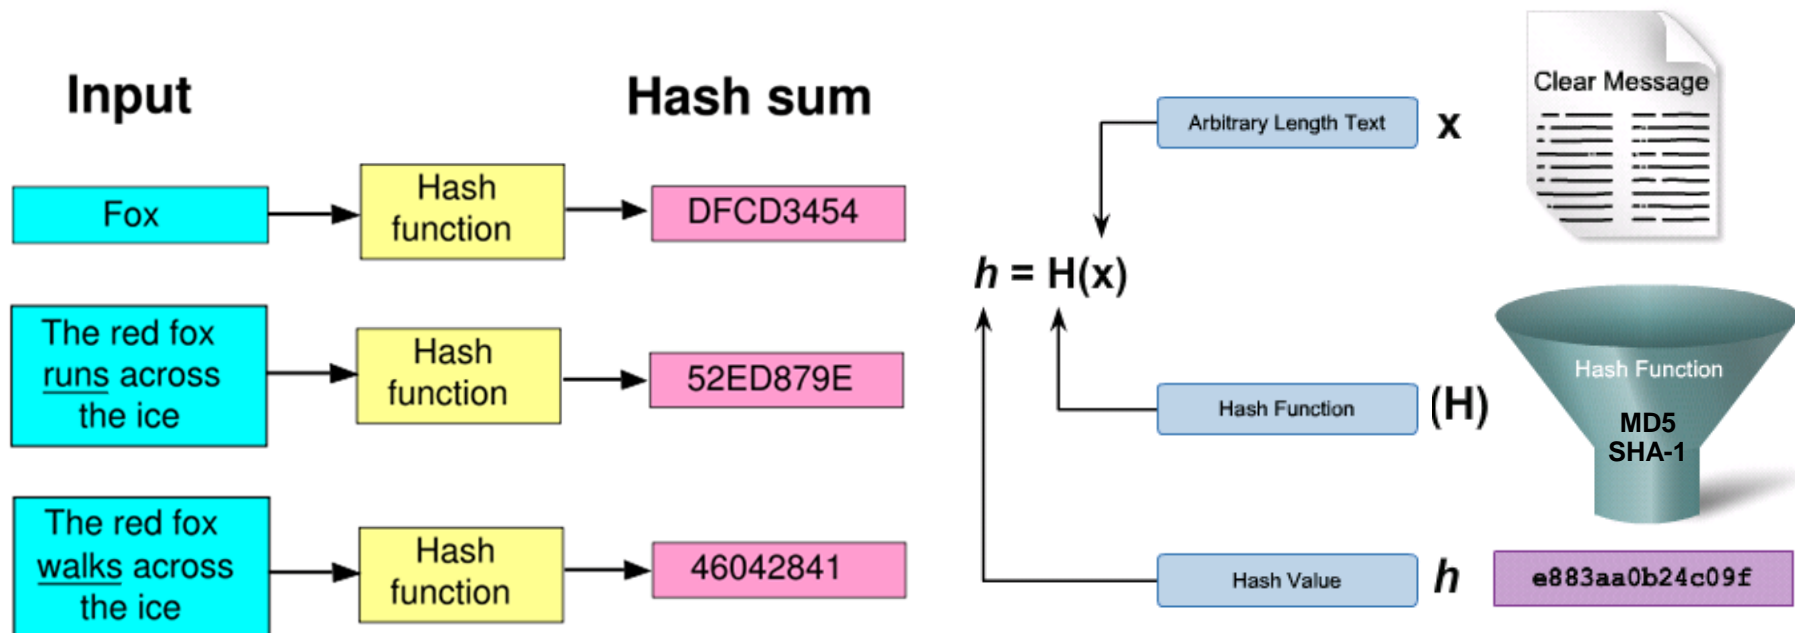 Input
Hash sum
Fox
Hash
function
DFCD3454
The red fox
runs across
the ice
Hash
function
52ED879E
The red fox
walks across
the ice
Hash
function
46042841
Arbitrary Length Text
x
Clear Message
h = H(x)
Hash Function
(H)
Hash Function
MD5
SHA-1
Hash Value
h
e883aa0b24c09f